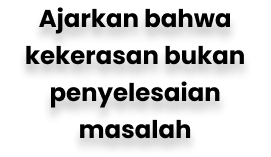 Ajarkan bahwa
kekerasan bukan
penyelesaian
masalah